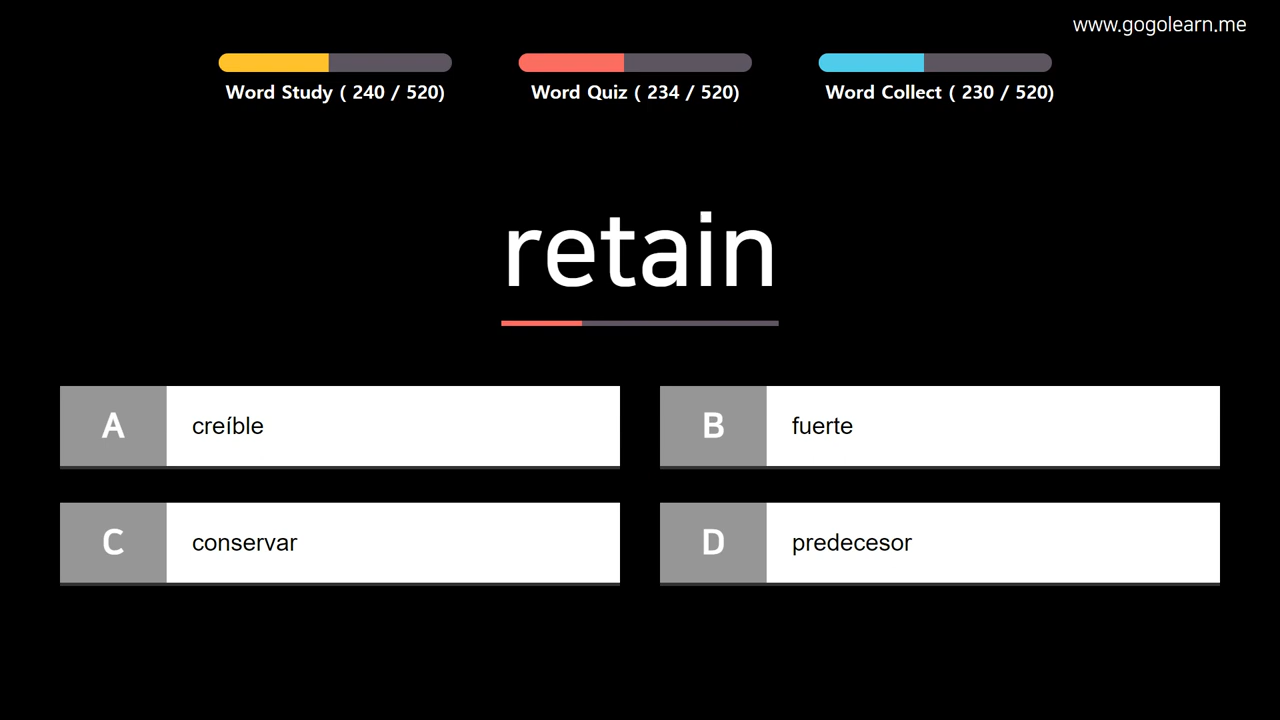 www.gogolearn.me
Word Study ( 240 / 520)
Word Quiz ( 234 / 520)
Word Collect ( 230 / 520)
retain
A creíble
B fuerte
C conservar
D predecesor